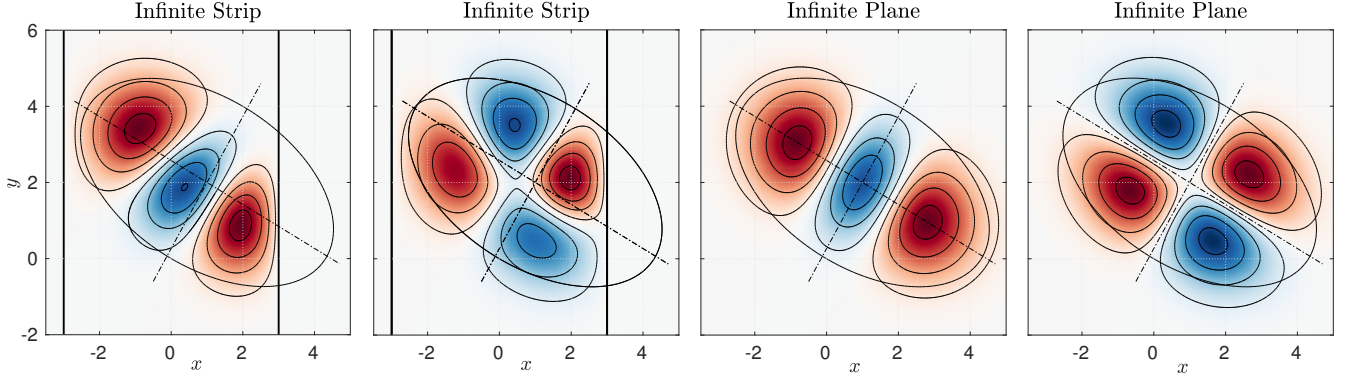 Infinite Strip
Infinite Strip
Infinite Plane
Infinite Plane
6
4
y
2
0
-2
-2 0 2 4
x
-2 0 2 4
x
-2 0 2 4
x
-2 0 2 4
x